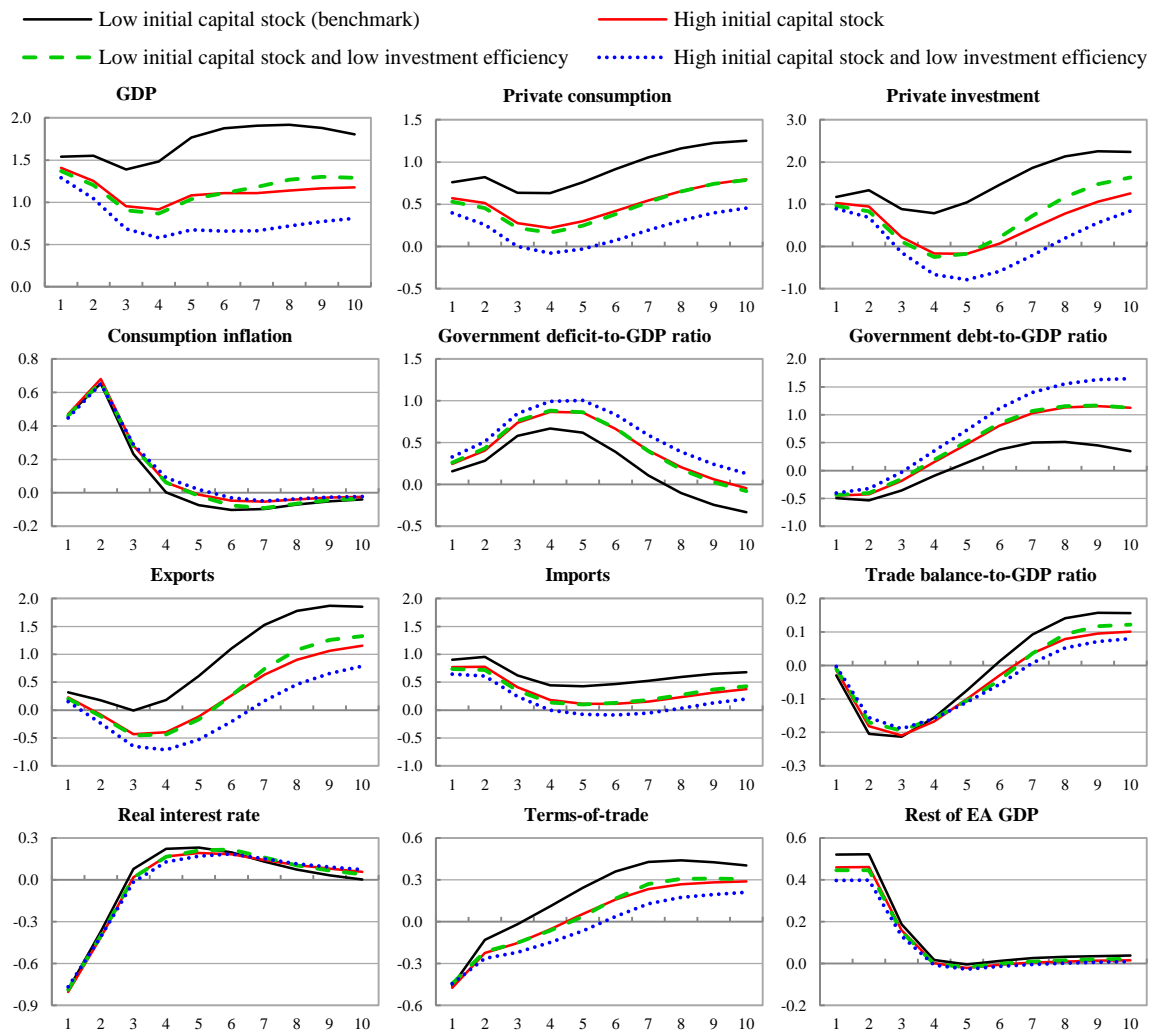 Low initial capital stock (benchmark) High initial capital stock
Low initial capital stock and low investment efficiency High initial capital stock and low investment efficiency
GDP
2.0
1.5
1.0
0.5
0.0
1 2 3 4 5 6 7 8 9 10
Private consumption
1.5
1.0
0.5
0.0
-0.5
1 2 3 4 5 6 7 8 9 10
Private investment
3.0
2.0
1.0
0.0
-1.0
1 2 3 4 5 6 7 8 9 10
Consumption inflation
0.8
0.6
0.4
0.2
0.0
-0.2
1 2 3 4 5 6 7 8 9 10
Government deficit-to-GDP ratio
1.5
1.0
0.5
0.0
-0.5
1 2 3 4 5 6 7 8 9 10
Government debt-to-GDP ratio
2.0
1.5
1.0
0.5
0.0
-0.5
-1.0
1 2 3 4 5 6 7 8 9 10
Exports
2.0
1.5
1.0
0.5
0.0
-0.5
-1.0
1 2 3 4 5 6 7 8 9 10
Imports
2.0
1.5
1.0
0.5
0.0
-0.5
-1.0
1 2 3 4 5 6 7 8 9 10
Trade balance-to-GDP ratio
0.2
0.1
0.0
-0.1
-0.2
-0.3
1 2 3 4 5 6 7 8 9 10
Real interest rate
0.3
0.0
-0.3
-0.6
-0.9
1 2 3 4 5 6 7 8 9 10
Terms-of-trade
0.6
0.3
0.0
-0.3
-0.6
1 2 3 4 5 6 7 8 9 10
Rest of EA GDP
0.6
0.4
0.2
0.0
-0.2
1 2 3 4 5 6 7 8 9 10